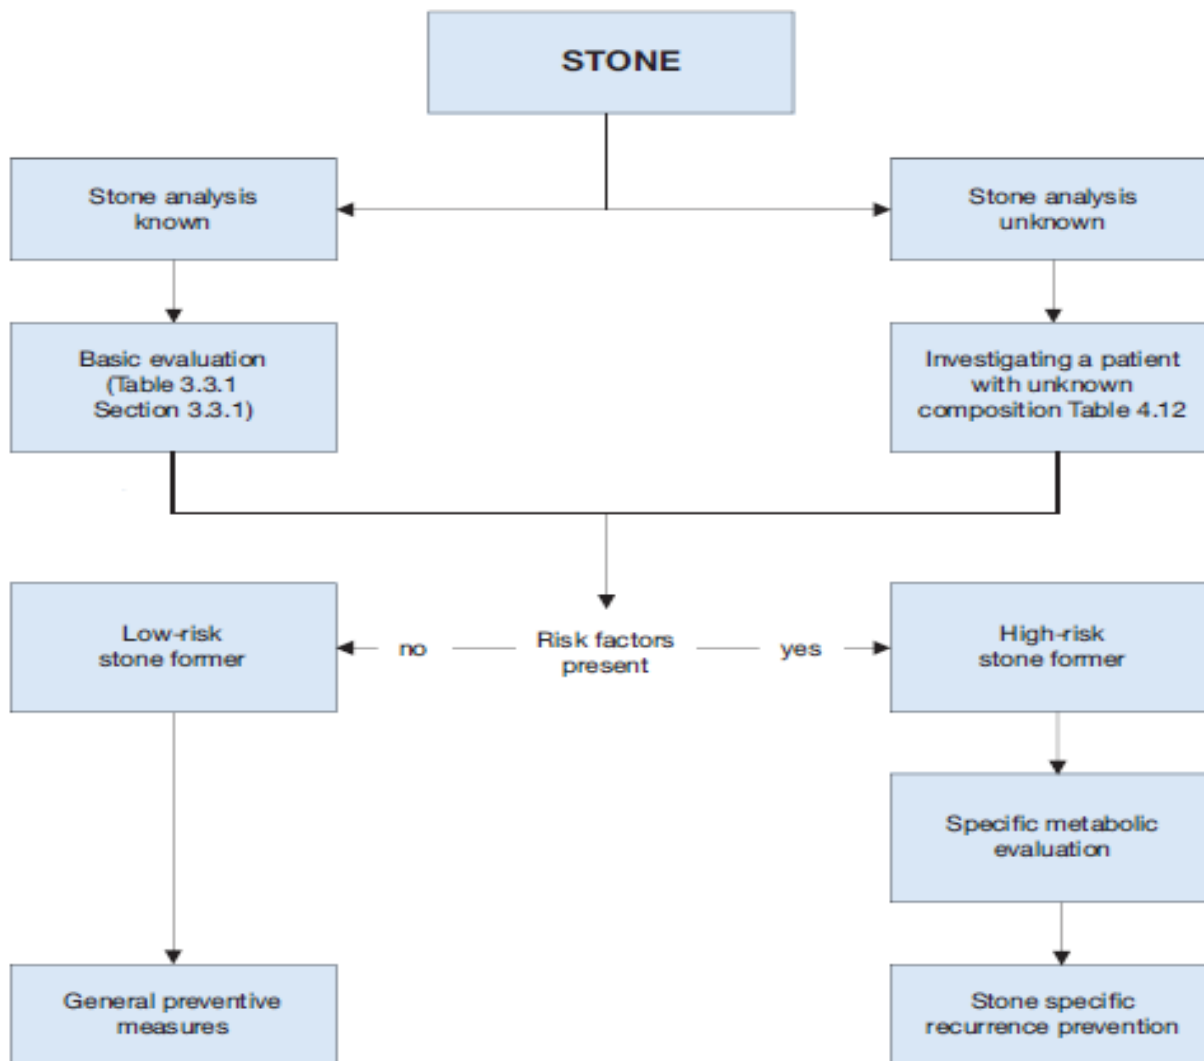 STONE
Stone analysis
known
Stone analysis
unknown
Basic evaluation
(Table 3.3.1
Section 3.3.1)
Investigating a patient
with unknown
composition Table 4.12
Low-risk
stone former
no
Risk factors
present
yes
High-risk
stone former
Specific metabolic
evaluation
General preventive
measures
Stone specific
recurrence prevention